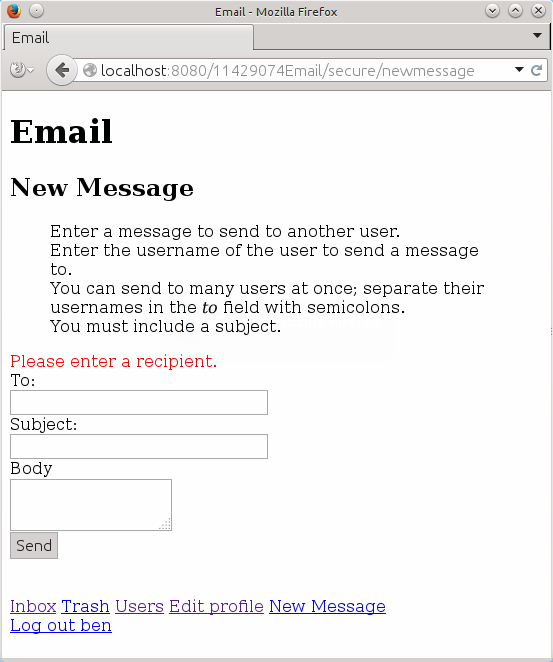 Email - Mozilla Firefox
Email
localhost:8080/11429074Email/secure/newmessage
Email
New Message
Enter a message to send to another user.
Enter the username of the user to send a message
to.
You can send to many users at once; separate their
usernames in the to field with semicolons.
You must include a subject.
Please enter a recipient.
To:
Subject:
Body
Send
Inbox Trash Users Edit profile New Message
Log out ben